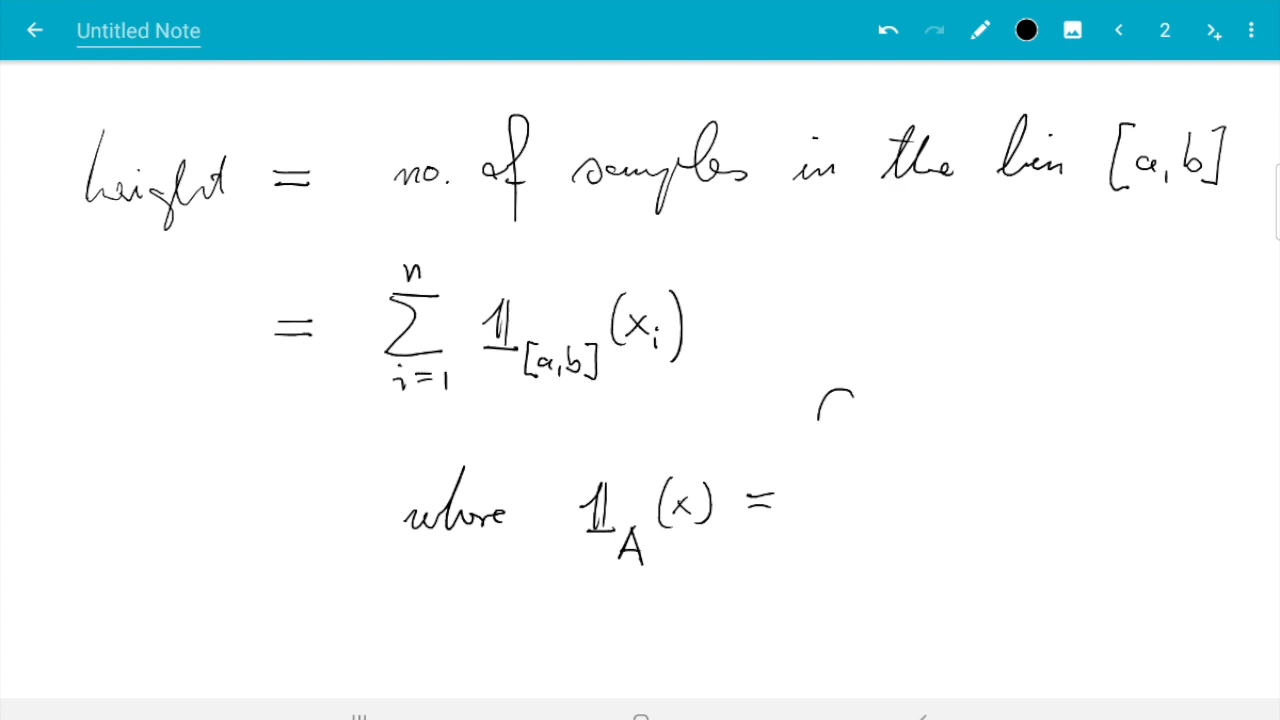 Untitled Note
2
height = no. of samples in the bin [a,b]
= ∑_{i=1}^{n} 𝟙_{[a,b]}(x_i)
where 𝟙_A(x) =